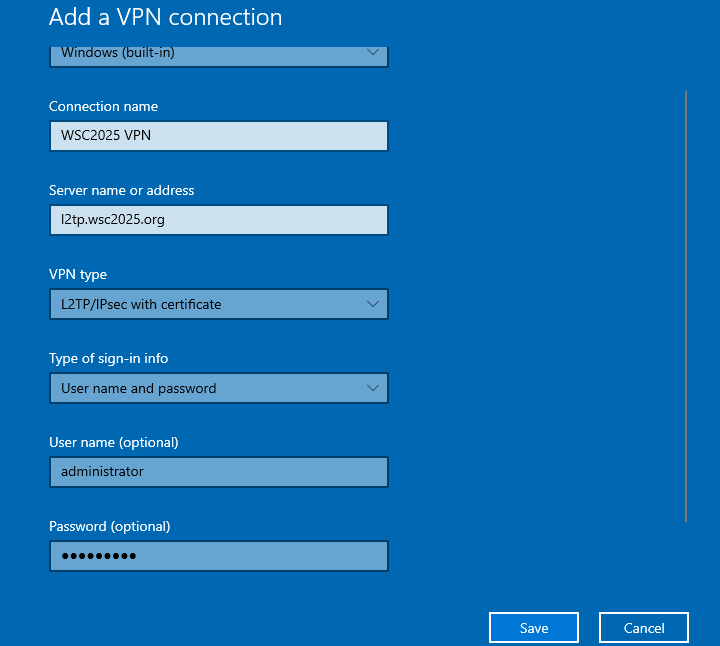 Add a VPN connection
Windows (built-in)
Connection name
WSC2025 VPN
Server name or address
l2tp.wsc2025.org
VPN type
L2TP/IPsec with certificate
Type of sign-in info
User name and password
User name (optional)
administrator
Password (optional)
●●●●●●●●●
Save Cancel